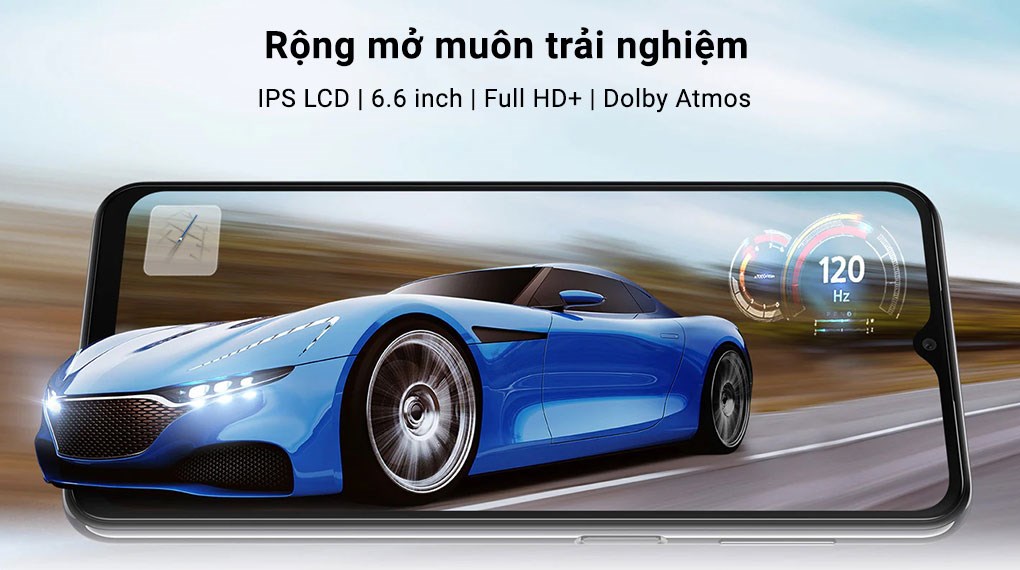 Rộng mở muôn trải nghiệm
IPS LCD | 6.6 inch | Full HD+ | Dolby Atmos
120
Hz